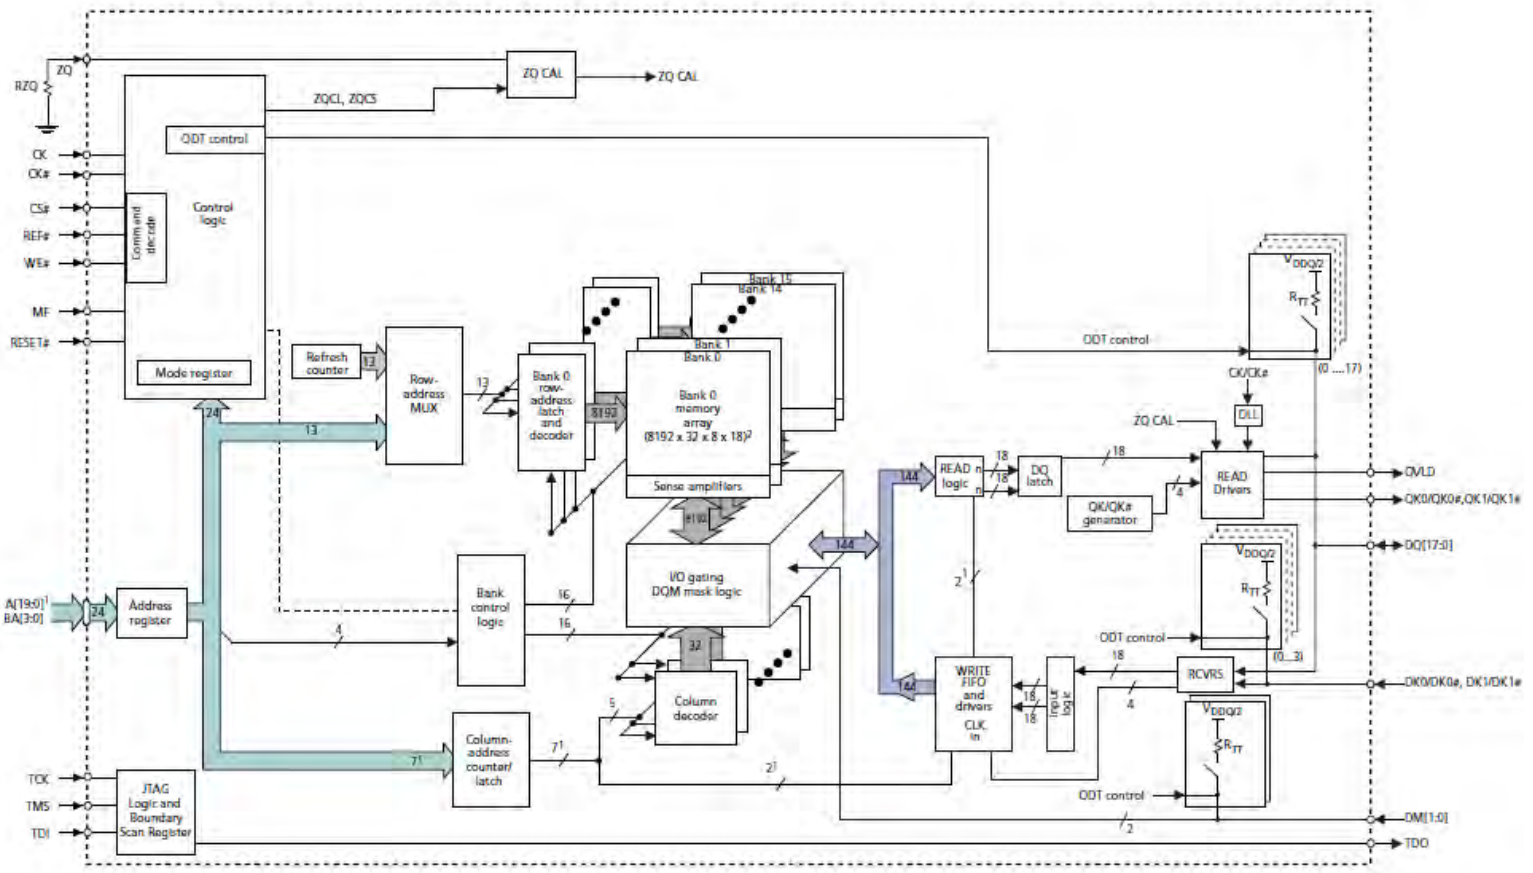 ZQ
RZQ
ZQ CAL
ZQ CAL
ZQCL, ZQCS
ODT control
CK
CK#
CS#
REF#
WE#
MF
RESET#
Command
decode
Control
logic
Mode register
Refresh
counter
13
Row-
address
MUX
13
Bank 0
row-
address
latch
and
decoder
8192
Bank 15
Bank 14
Bank 1
Bank 0
Bank 0
memory
array
(8192 x 32 x 8 x 18)2
Sense amplifiers
8192
24
13
VDDQ/2
RTT
ODT control
(0 ....17)
CK/CK#
DLL
ZQ CAL
144
READ
logic
n
n
18
18
DQ
latch
18
READ
Drivers
4
QK/QK#
generator
QVLD
QK0/QK0#,QK1/QK1#
DQ[17:0]
144
I/O gating
DQM mask logic
21
VDDQ/2
RTT
ODT control
(0...3)
A[19:0]1
BA[3:0]
24
Address
register
4
Bank
control
logic
16
16
32
Column
decoder
5
144
WRITE
FIFO
and
drivers
CLK
in
18
18
Input
logic
18
4
RCVRS
DK0/DK0#, DK1/DK1#
VDDQ/2
RTT
ODT control
71
Column-
address
counter/
latch
71
21
2
DM[1:0]
TCK
TMS
TDI
JTAG
Logic and
Boundary
Scan Register
TDO